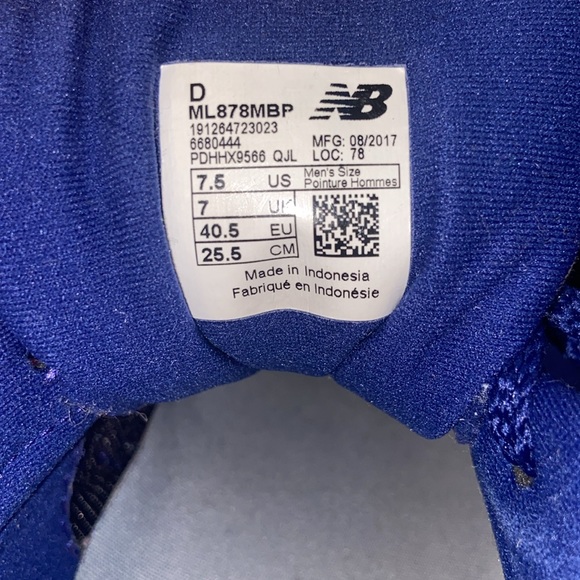 D
ML878MBP
NB
191264723023
6680444
MFG: 08/2017
PDHHX9566 QJL LOC: 78
7.5 US Men's Size
Pointure Hommes
7 UK
40.5 EU
25.5 CM
Made in Indonesia
Fabriqué en Indonésie